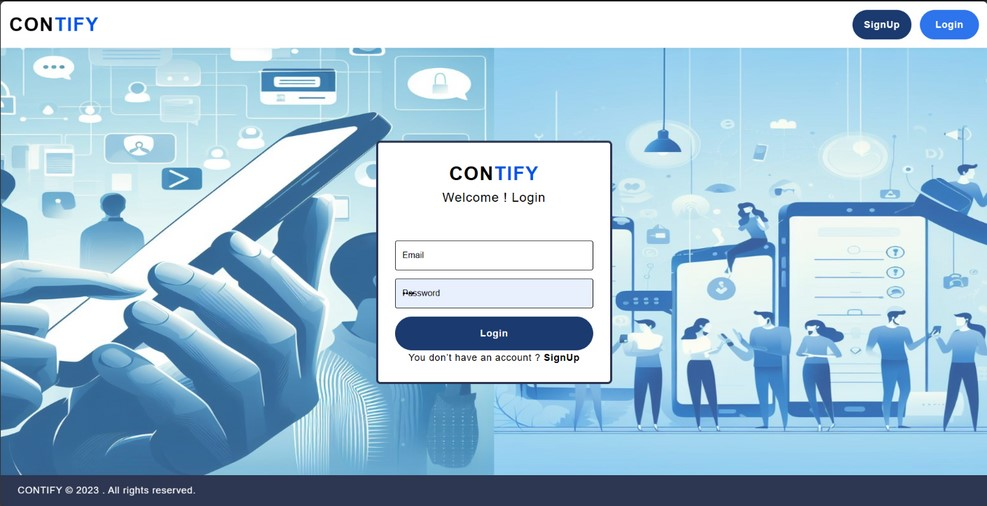 CONTIFY
SignUp
Login
CONTIFY
Welcome ! Login
Email
Password
Login
You don't have an account ? SignUp
CONTIFY © 2023 . All rights reserved.